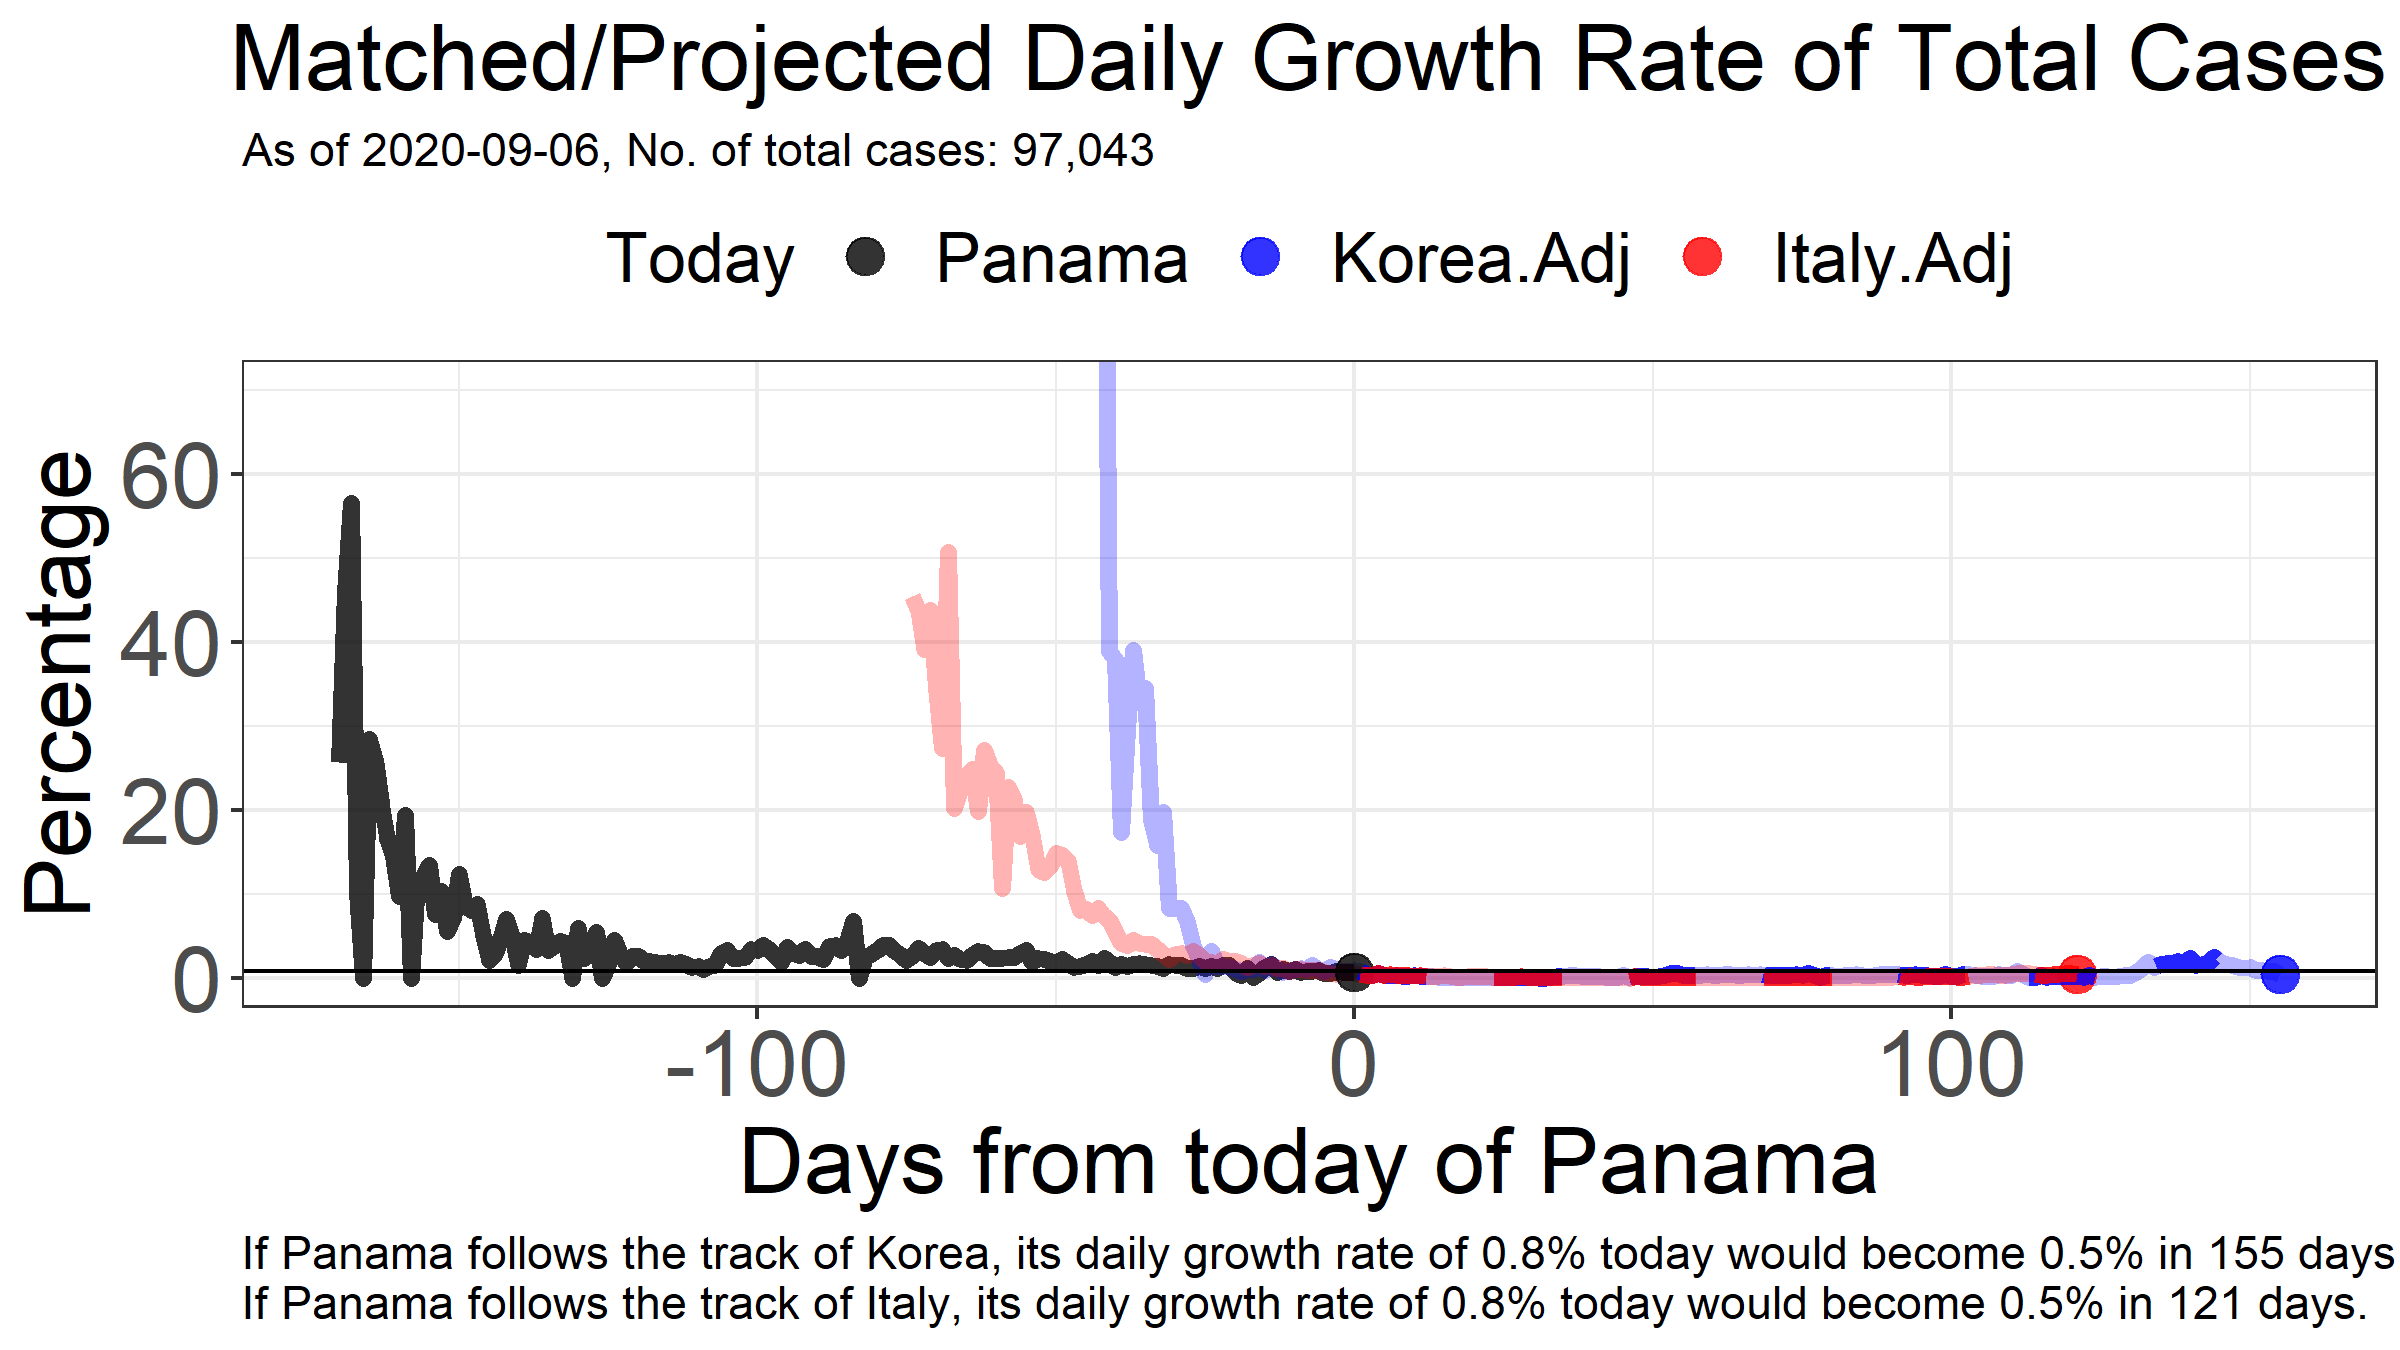 Matched/Projected Daily Growth Rate of Total Cases
As of 2020-09-06, No. of total cases: 97,043
Today Panama Korea.Adj Italy.Adj
Percentage
60
40
20
0
-100 0 100
Days from today of Panama
If Panama follows the track of Korea, its daily growth rate of 0.8% today would become 0.5% in 155 days
If Panama follows the track of Italy, its daily growth rate of 0.8% today would become 0.5% in 121 days.